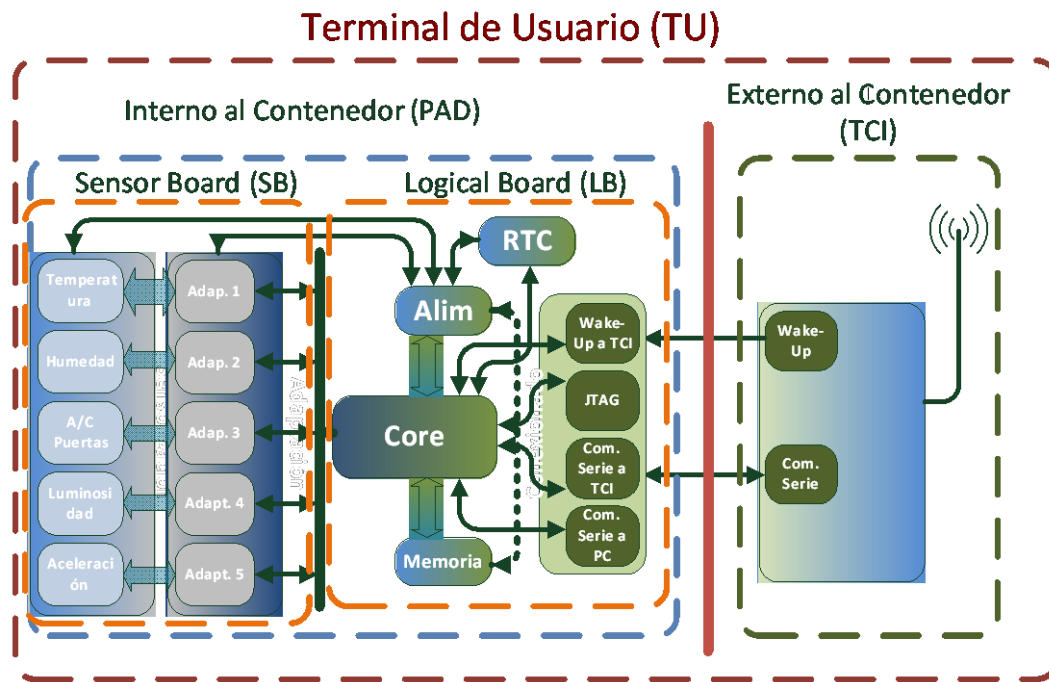 Terminal de Usuario (TU)
Interno al Contenedor (PAD)
Externo al Contenedor
(TCI)
Sensor Board (SB)
Logical Board (LB)
Temperat
ura
Humedad
A/C
Puertas
Luminosi
dad
Aceleraci
ón
Adap. 1
Adap. 2
Adap. 3
Adapt. 4
Adapt. 5
Adaptación
RTC
Alim
Core
Memoria
Wake-
Up a TCI
JTAG
Com.
Serie a
TCI
Com.
Serie a
PC
Wake-
Up
Com.
Serie